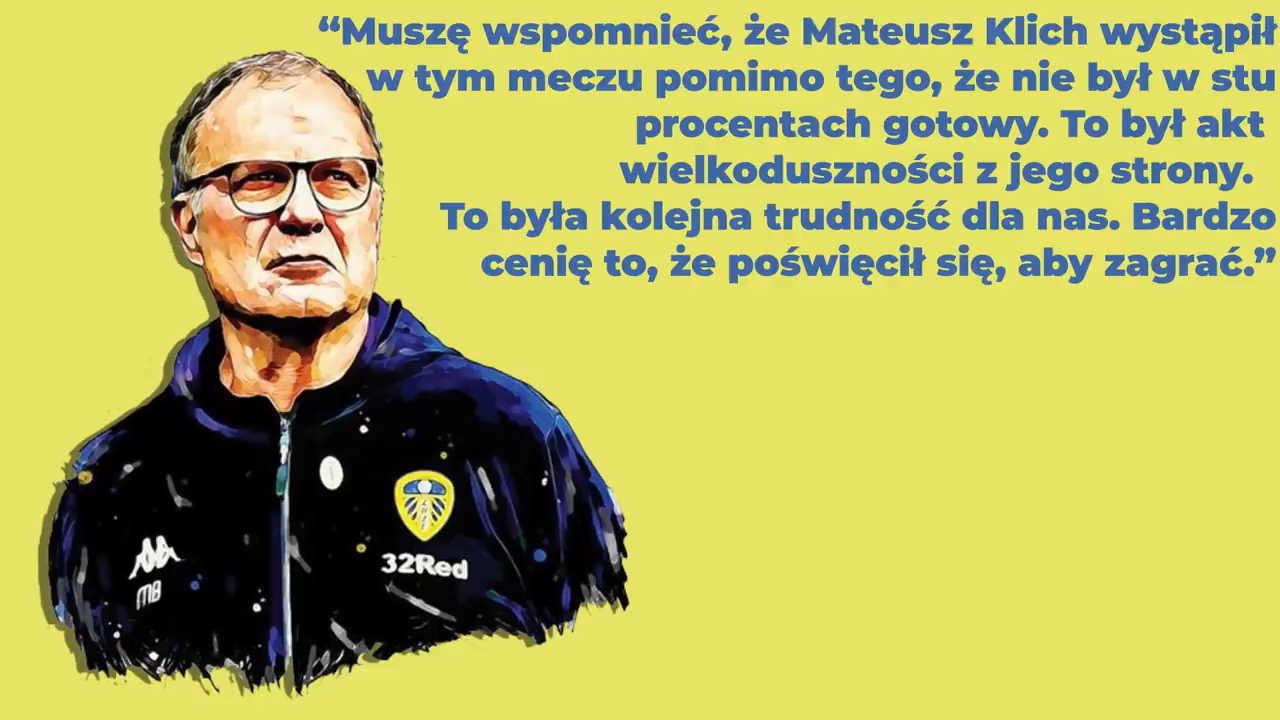 “Muszę wspomnieć, że Mateusz Klich wystąpił
w tym meczu pomimo tego, że nie był w stu
procentach gotowy. To był akt
wielkoduszności z jego strony.
To była kolejna trudność dla nas. Bardzo
cenię to, że poświęcił się, aby zagrać.”
32Red
MB